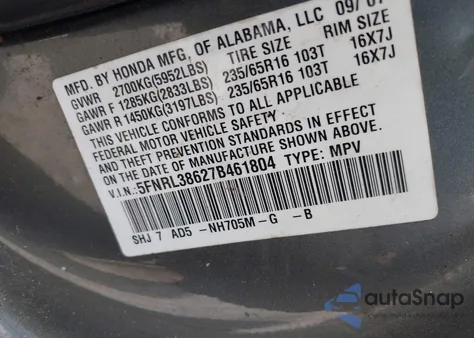 MFD. BY HONDA MFG. OF ALABAMA, LLC 09/07
GVWR 2700KG(5952LBS) TIRE SIZE RIM SIZE
GAWR F 1285KG(2833LBS) 235/65R16 103T 16X7J
GAWR R 1450KG(3197LBS) 235/65R16 103T 16X7J
THIS VEHICLE CONFORMS TO ALL APPLICABLE
FEDERAL MOTOR VEHICLE SAFETY,
AND THEFT PREVENTION STANDARDS IN EFFECT
ON THE DATE OF MANUFACTURE SHOWN ABOVE.
V.I.N.:5FNRL38627B461804 TYPE: MPV
SHJ 7 AD5 -NH705M-G -B
autoSnap